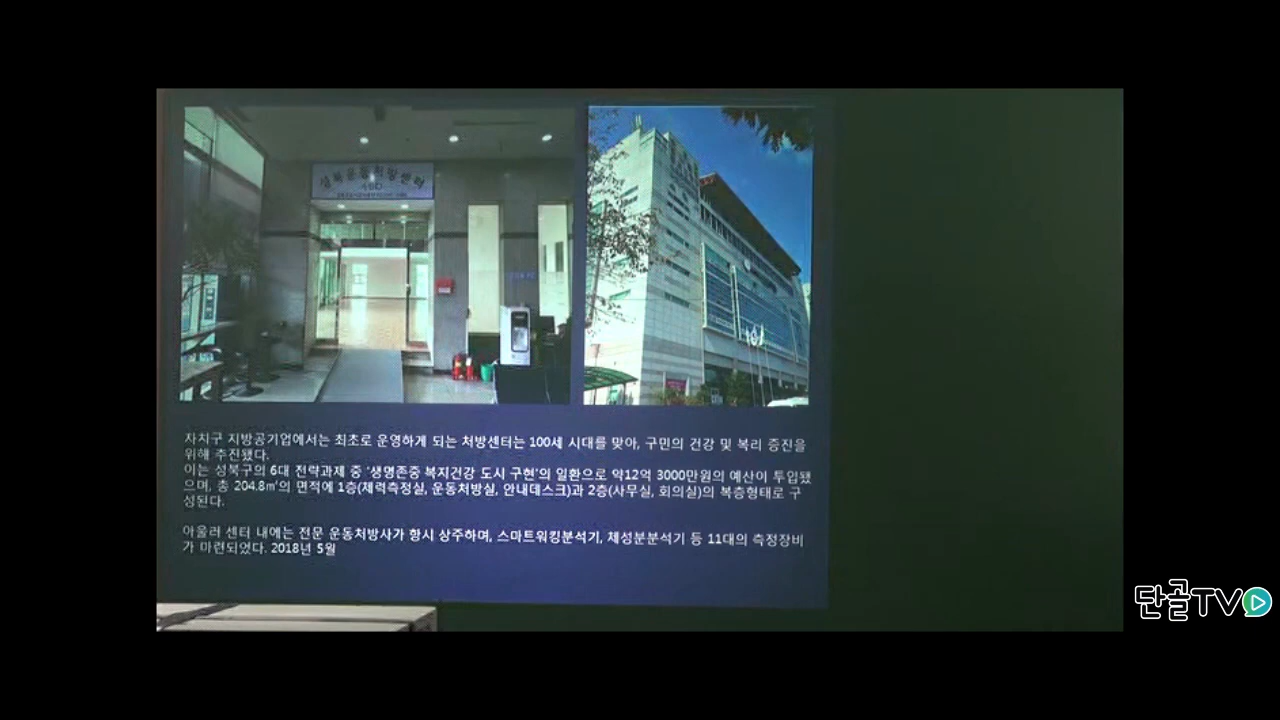 성북운동처방센터
자치구 지방공기업에서는 최초로 운영하게 되는 처방센터는 100세 시대를 맞아, 구민의 건강 및 복리 증진을
위해 추진됐다.
이는 성북구의 6대 전략과제 중 '생명존중 복지건강 도시 구현'의 일환으로 약12억 3000만원의 예산이 투입됐
으며, 총 204.8㎡의 면적에 1층(체력측정실, 운동처방실, 안내데스크)과 2층(사무실, 회의실)의 복층형태로 구
성된다.
아울러 센터 내에는 전문 운동처방사가 항시 상주하며, 스마트워킹분석기, 체성분분석기 등 11대의 측정장비
가 마련되었다. 2018년 5월
단골TV